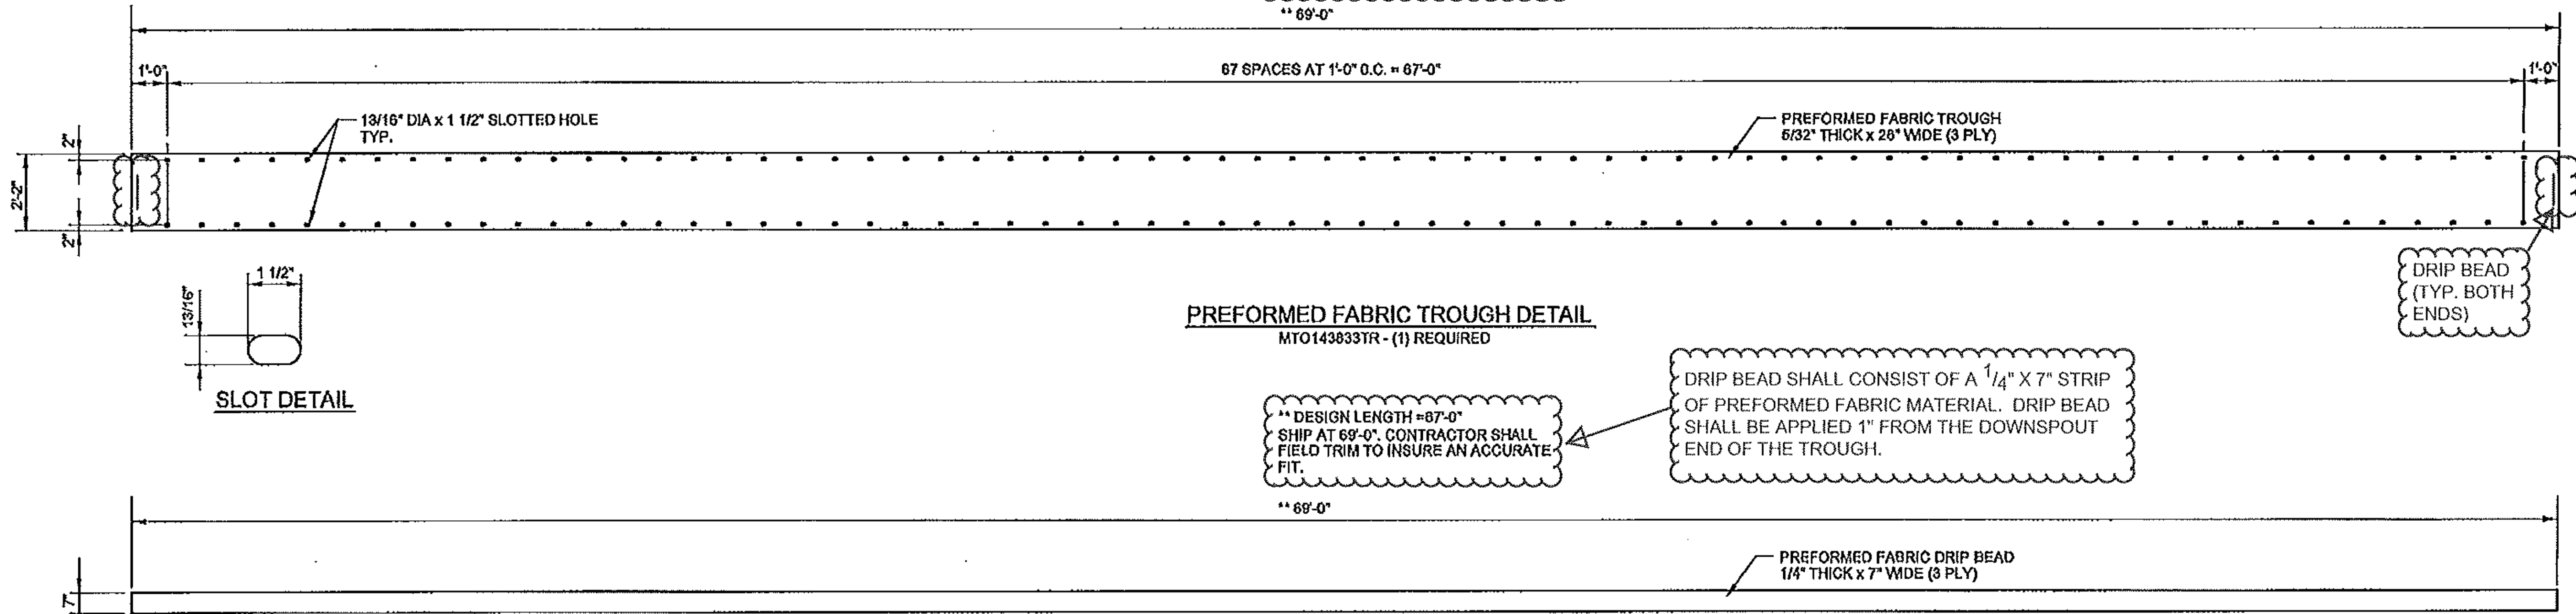 ** 69'-0"
1'-0"
67 SPACES AT 1'-0" O.C. = 67'-0"
1'-0"
13/16" DIA x 1 1/2" SLOTTED HOLE
TYP.
PREFORMED FABRIC TROUGH
5/32" THICK x 26" WIDE (3 PLY)
2"
2'-2"
2"
1 1/2"
13/16"
SLOT DETAIL
PREFORMED FABRIC TROUGH DETAIL
MTO143833TR - (1) REQUIRED
DRIP BEAD
(TYP. BOTH
ENDS)
** DESIGN LENGTH =67'-0"
SHIP AT 69'-0". CONTRACTOR SHALL
FIELD TRIM TO INSURE AN ACCURATE
FIT.
DRIP BEAD SHALL CONSIST OF A 1/4" X 7" STRIP
OF PREFORMED FABRIC MATERIAL. DRIP BEAD
SHALL BE APPLIED 1" FROM THE DOWNSPOUT
END OF THE TROUGH.
** 69'-0"
PREFORMED FABRIC DRIP BEAD
1/4" THICK x 7" WIDE (3 PLY)
7"